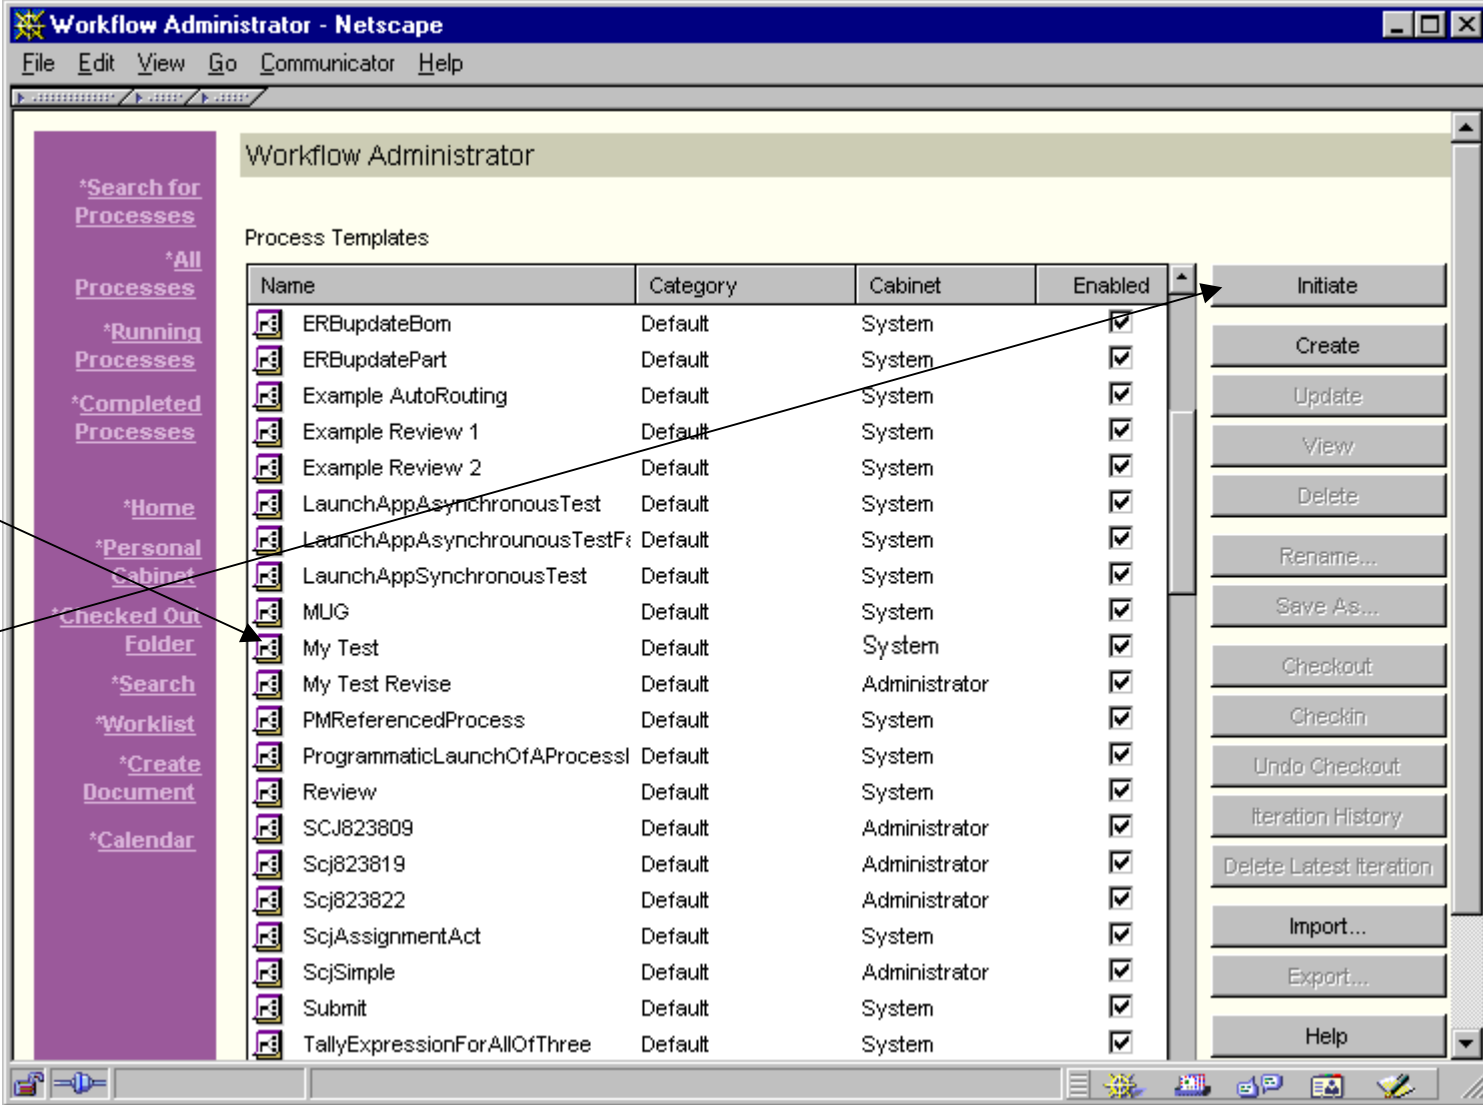 Workflow Administrator - Netscape
File Edit View Go Communicator Help
*Search for
Processes
*All
Processes
*Running
Processes
*Completed
Processes
*Home
*Personal
Cabinet
*Checked Out
Folder
*Search
*Worklist
*Create
Document
*Calendar
Workflow Administrator
Process Templates
Name Category Cabinet Enabled
ERBupdateBom Default System
ERBupdatePart Default System
Example AutoRouting Default System
Example Review 1 Default System
Example Review 2 Default System
LaunchAppAsynchronousTest Default System
LaunchAppAsynchrounousTestFa Default System
LaunchAppSynchronousTest Default System
MUG Default System
My Test Default System
My Test Revise Default Administrator
PMReferencedProcess Default System
ProgrammaticLaunchOfAProcessI Default System
Review Default System
SCJ823809 Default Administrator
Scj823819 Default Administrator
Scj823822 Default Administrator
ScjAssignmentAct Default System
ScjSimple Default Administrator
Submit Default System
TallyExpressionForAllOfThree Default System
Initiate
Create
Update
View
Delete
Rename...
Save As...
Checkout
Checkin
Undo Checkout
Iteration History
Delete Latest Iteration
Import...
Export...
Help